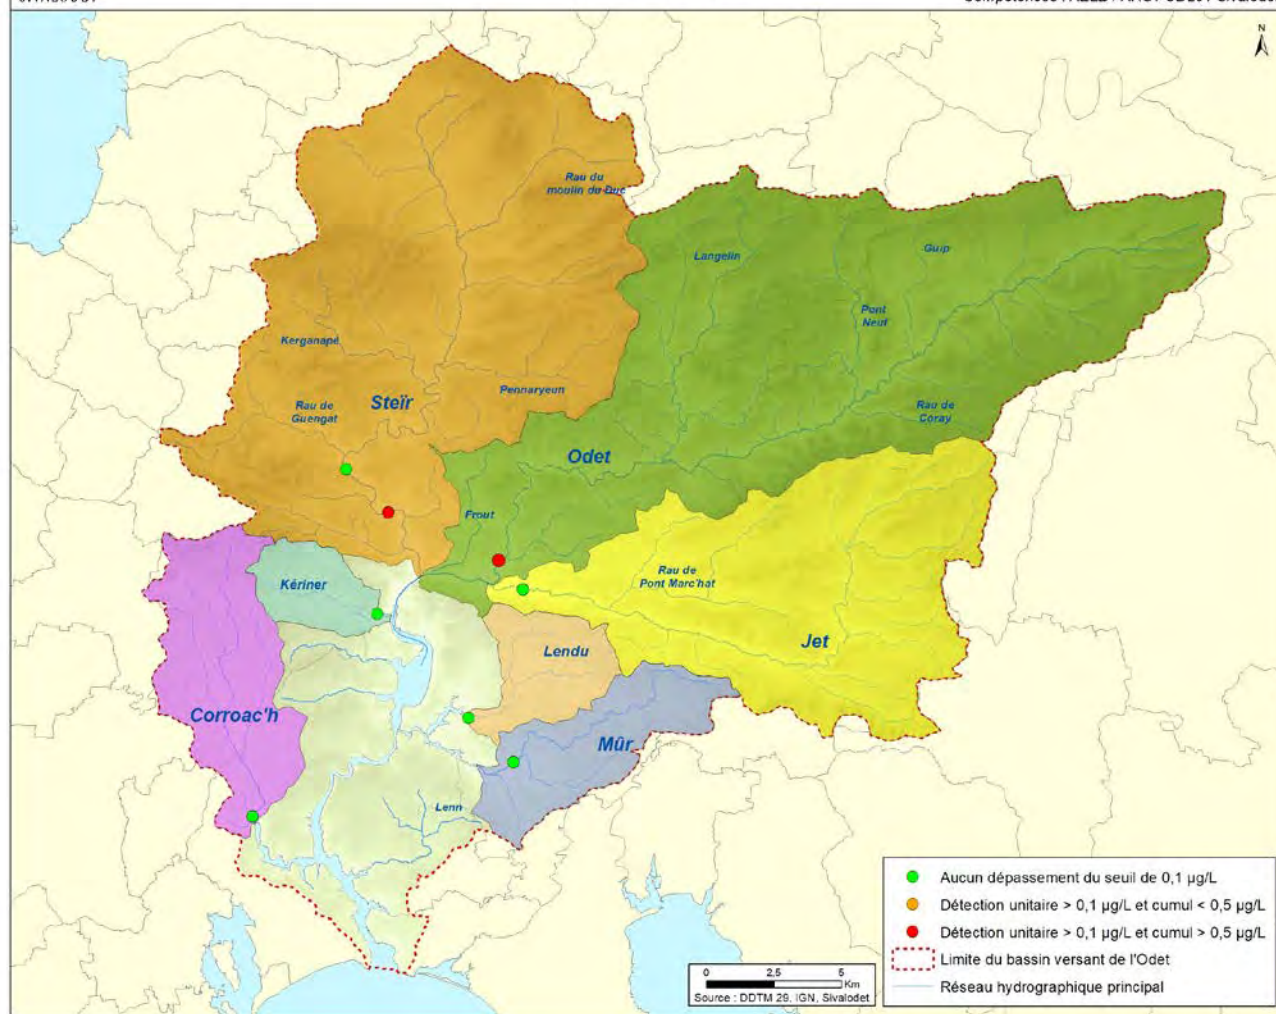 N
Rau du
moulin du Duc
Langelin
Guip
Pont
Neuf
Kerganapé
Pennaryeun
Steïr
Rau de
Guengat
Rau de
Coray
Odet
Frout
Rau de
Pont Marc'hat
Kériner
Jet
Lendu
Corroac'h
Mûr
Lenn
Aucun dépassement du seuil de 0,1 µg/L
Détection unitaire > 0,1 µg/L et cumul < 0,5 µg/L
Détection unitaire > 0,1 µg/L et cumul > 0,5 µg/L
Limite du bassin versant de l'Odet
Réseau hydrographique principal
0 2,5 5
Km
Source : DDTM 29, IGN, Sivalodet